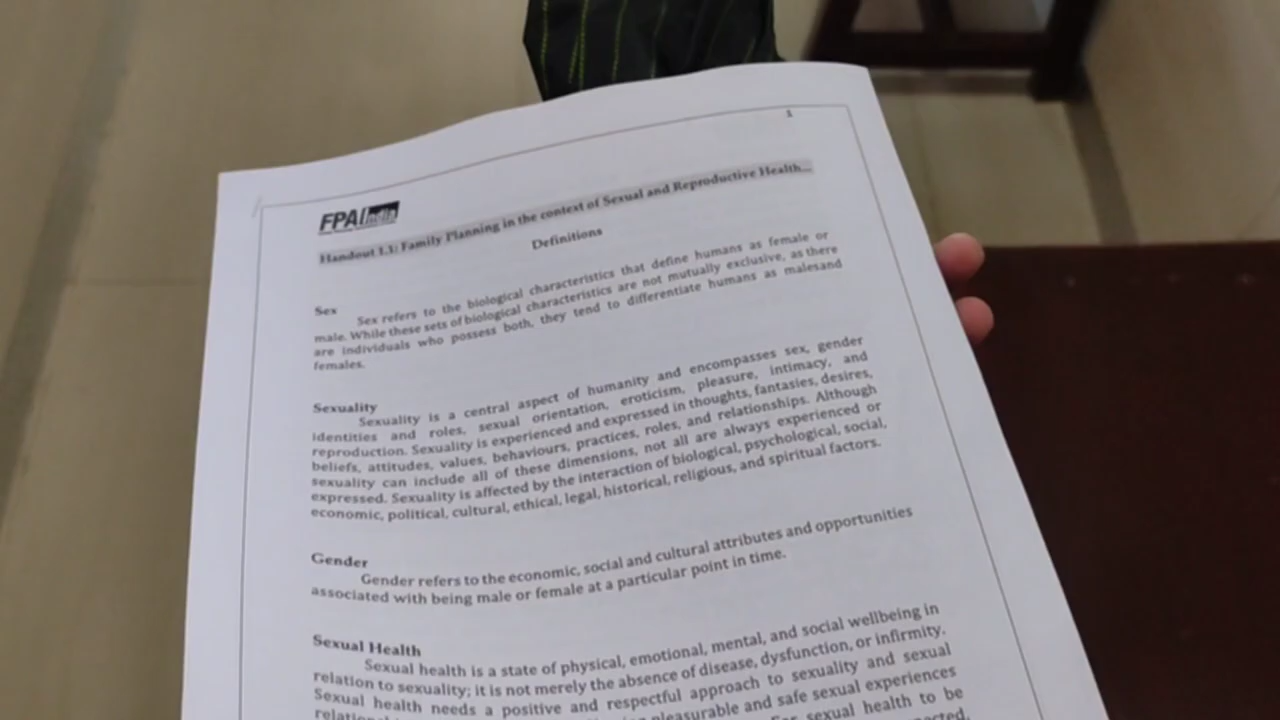 1
FPA India
Handout 1.1: Family Planning in the context of Sexual and Reproductive Health...
Definitions
Sex
Sex refers to the biological characteristics that define humans as female or
male. While these sets of biological characteristics are not mutually exclusive, as there
are individuals who possess both, they tend to differentiate humans as malesand
females.
Sexuality
Sexuality is a central aspect of humanity and encompasses sex, gender
identities and roles, sexual orientation, eroticism, pleasure, intimacy, and
reproduction. Sexuality is experienced and expressed in thoughts, fantasies, desires,
beliefs, attitudes, values, behaviours, practices, roles, and relationships. Although
sexuality can include all of these dimensions, not all are always experienced or
expressed. Sexuality is affected by the interaction of biological, psychological, social,
economic, political, cultural, ethical, legal, historical, religious, and spiritual factors.
Gender
Gender refers to the economic, social and cultural attributes and opportunities
associated with being male or female at a particular point in time.
Sexual Health
Sexual health is a state of physical, emotional, mental, and social wellbeing in
relation to sexuality; it is not merely the absence of disease, dysfunction, or infirmity.
Sexual health needs a positive and respectful approach to sexuality and sexual
pleasurable and safe sexual experiences
sexual health to be